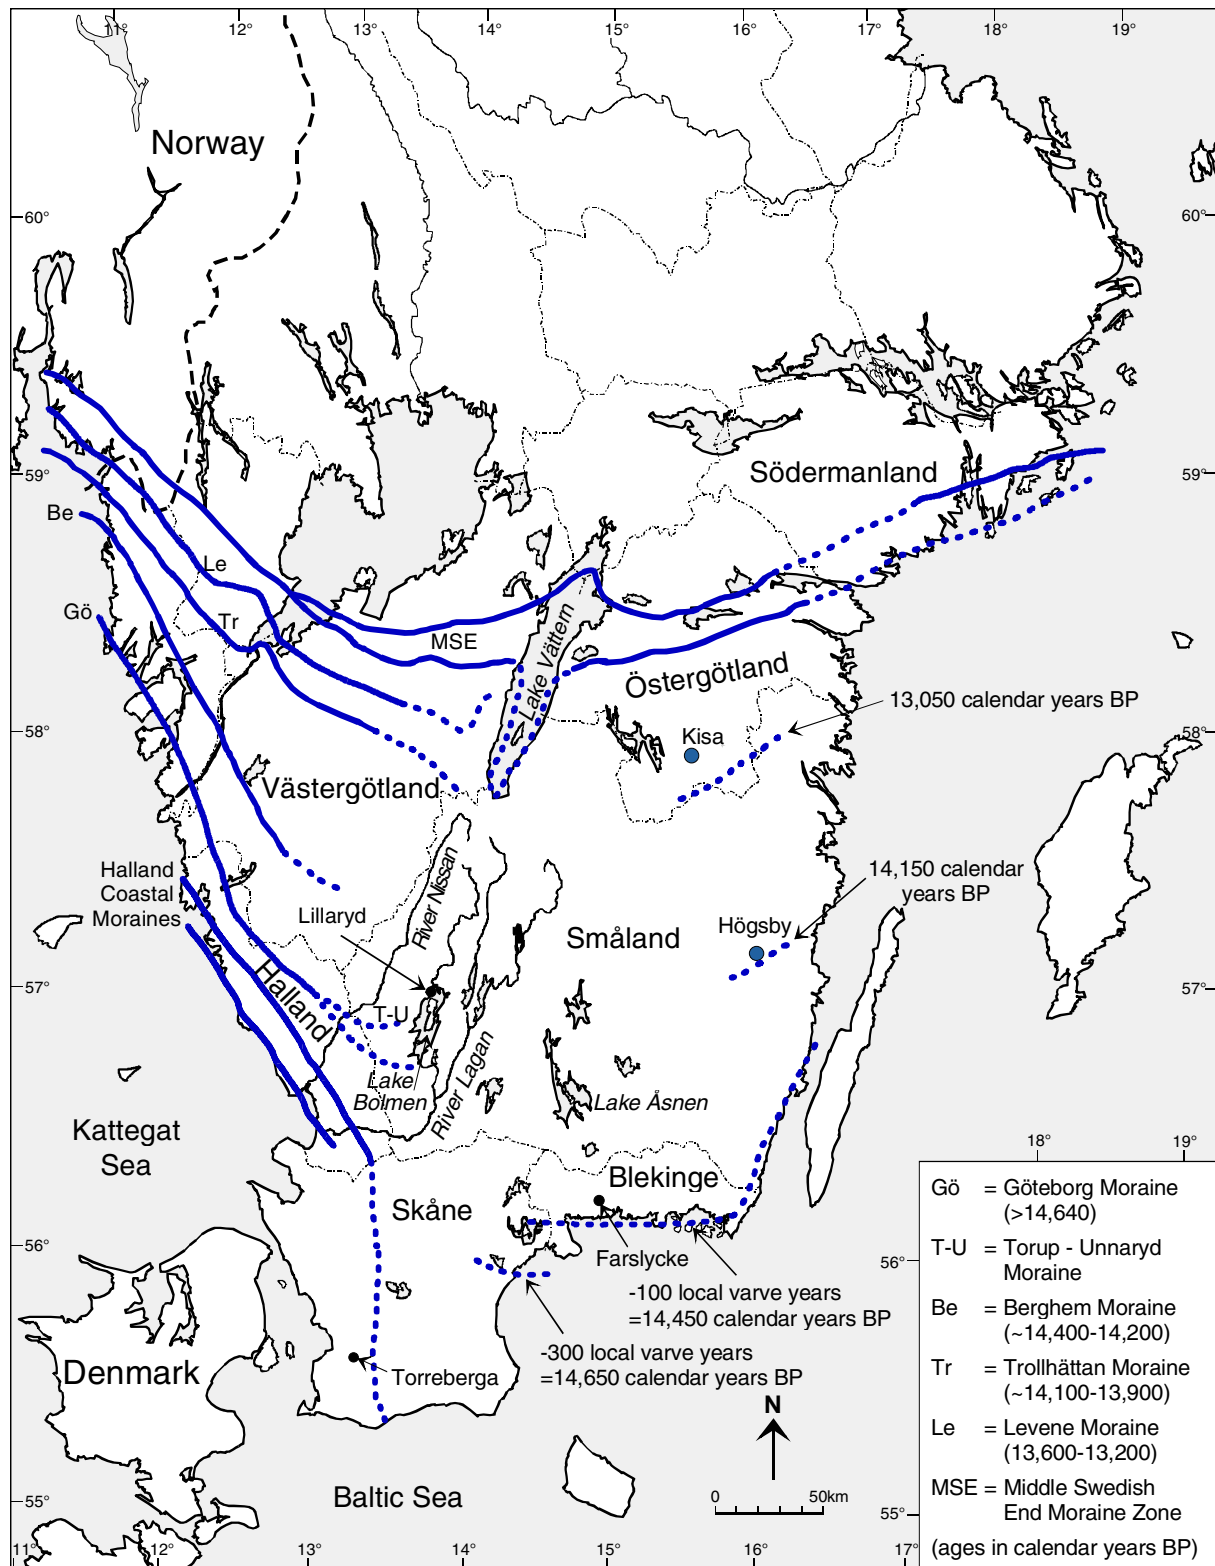 11° 12° 13° 14° 15° 16° 17° 18° 19°
Norway
60° 60°
59° 59°
Södermanland
Be
Le
Gö
Tr
MSE
Lake Vättern
Östergötland
13,050 calendar years BP
58° 58°
Kisa
Västergötland
Halland
Coastal
Moraines
River Nissan
14,150 calendar
years BP
Lillaryd
Högsby
Småland
Halland
57° 57°
T-U
River Lagan
Lake
Bolmen
Lake Åsnen
Kattegat
Sea
18° 19°
Blekinge
Skåne
56° 56°
Farslycke
-100 local varve years
=14,450 calendar years BP
-300 local varve years
=14,650 calendar years BP
Denmark
Torreberga
N
Baltic Sea
0 50km
55° 55°
11° 12° 13° 14° 15° 16° 17°
Gö = Göteborg Moraine
(>14,640)
T-U = Torup - Unnaryd
Moraine
Be = Berghem Moraine
(~14,400-14,200)
Tr = Trollhättan Moraine
(~14,100-13,900)
Le = Levene Moraine
(13,600-13,200)
MSE = Middle Swedish
End Moraine Zone
(ages in calendar years BP)